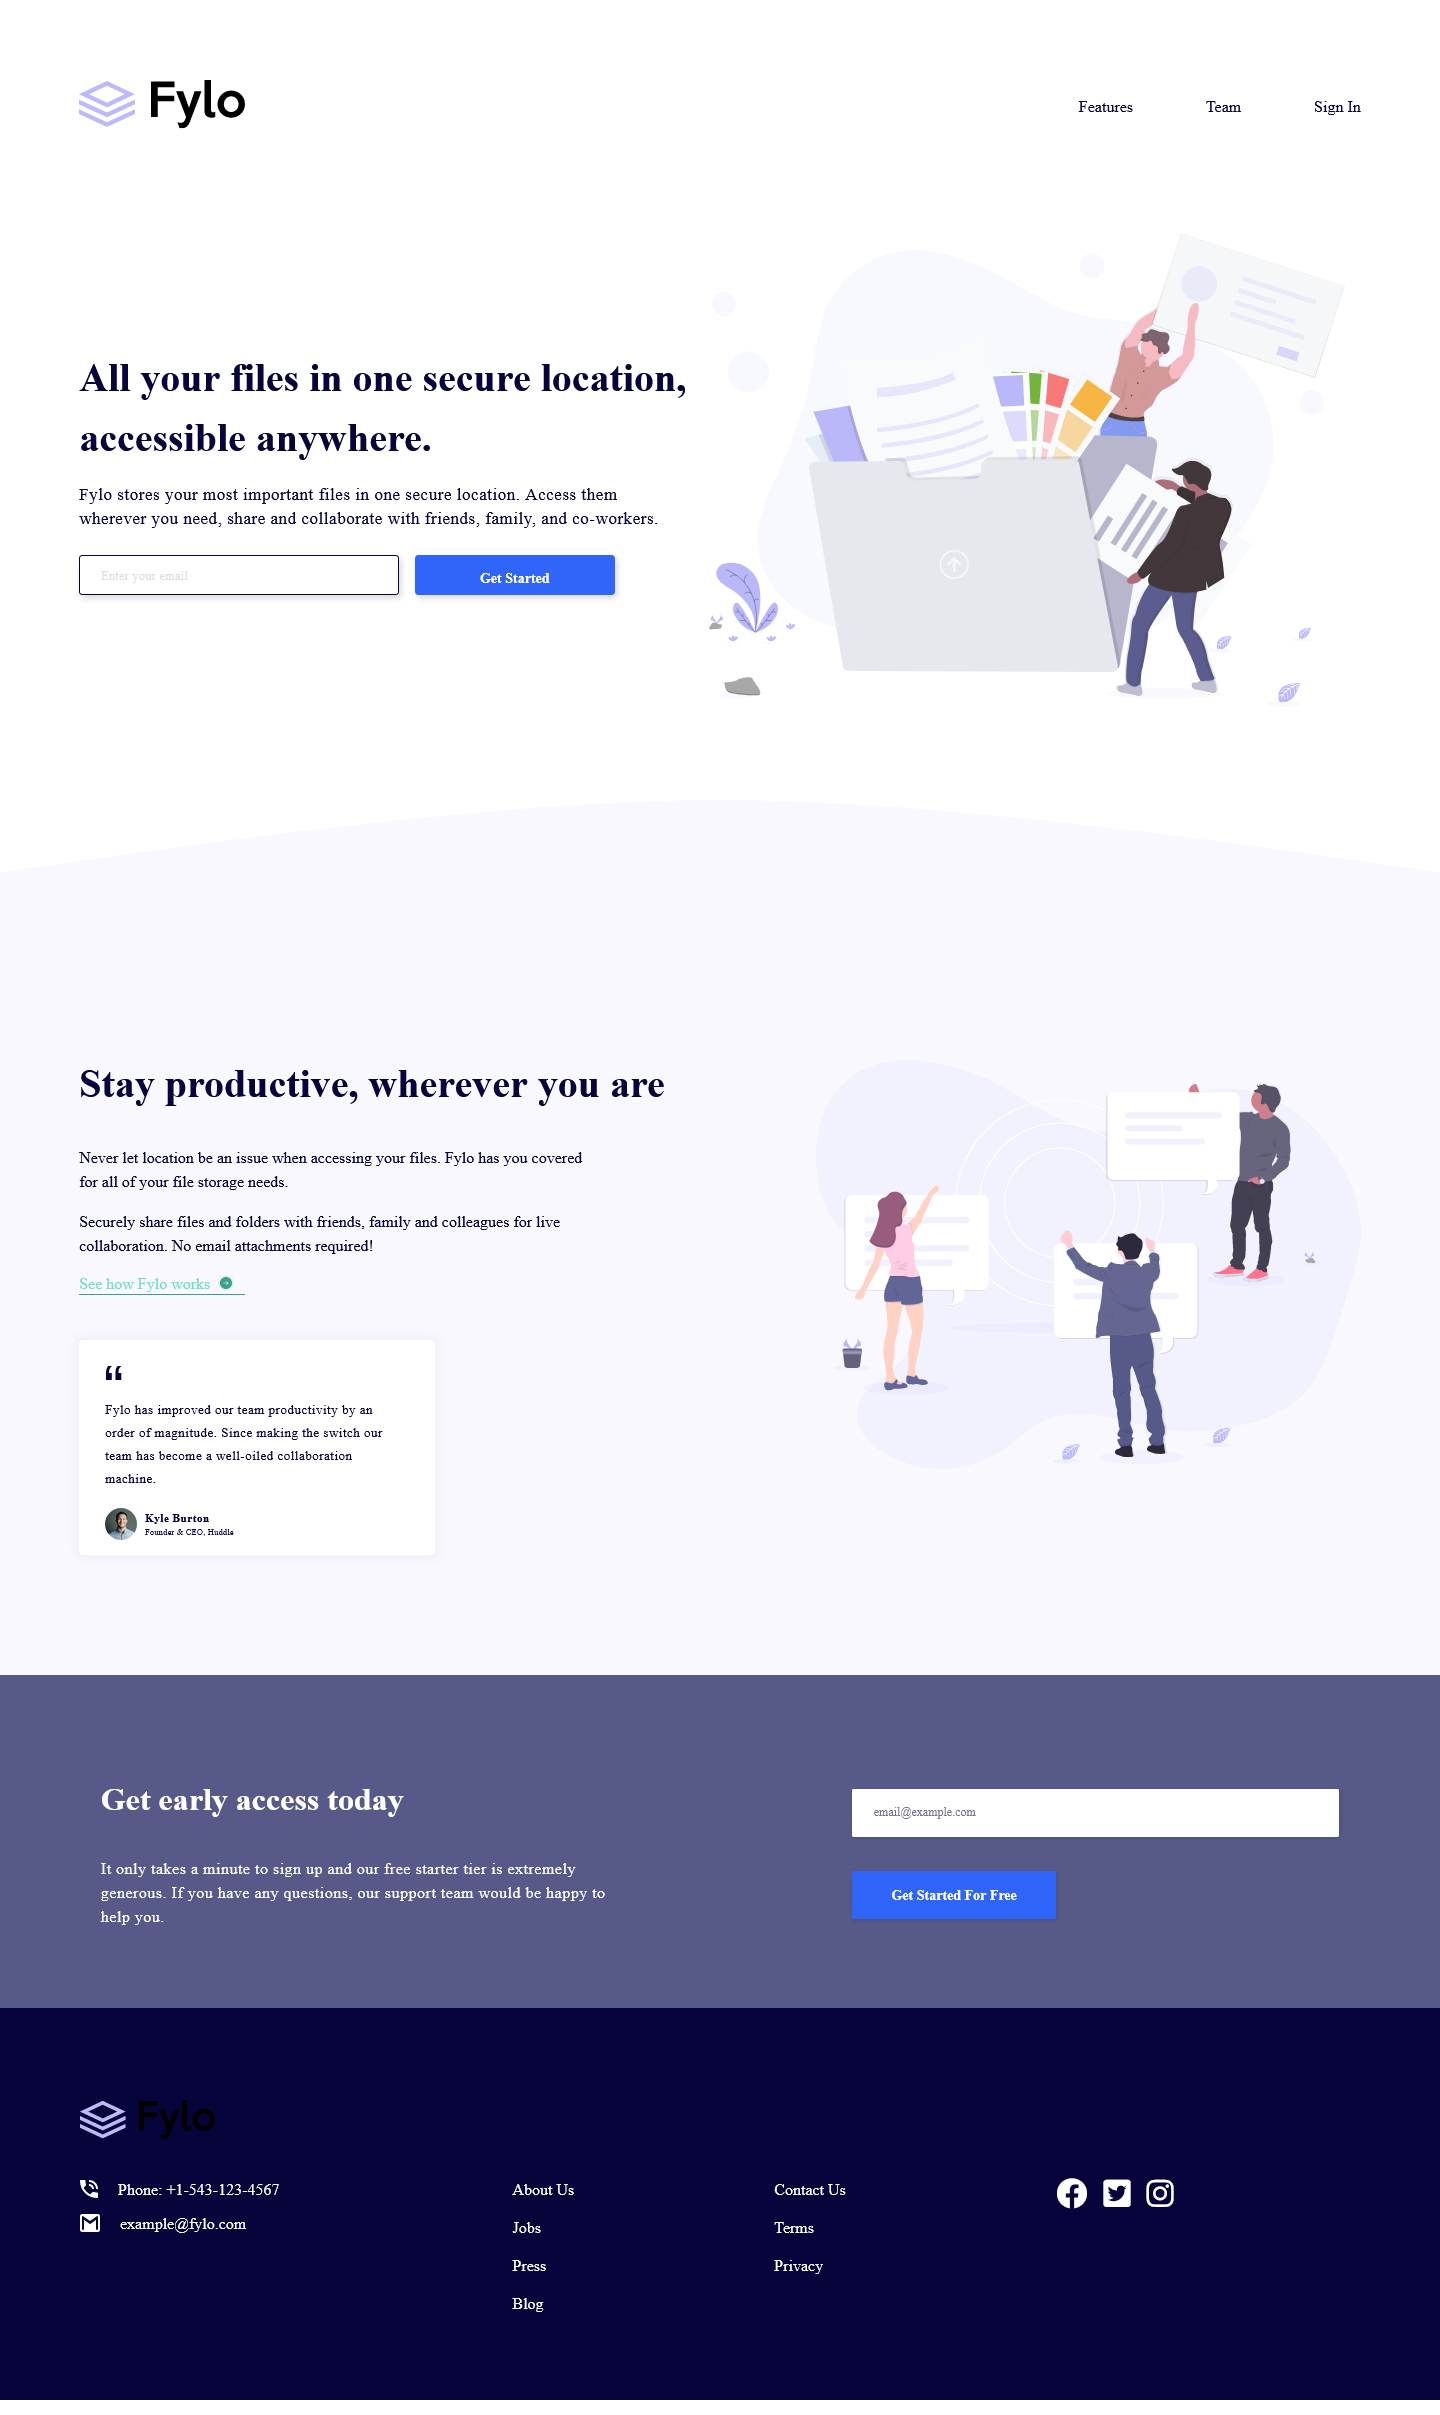 Fylo
Features
Team
Sign In
All your files in one secure location,
accessible anywhere.
Fylo stores your most important files in one secure location. Access them
wherever you need, share and collaborate with friends, family, and co-workers.
Enter your email
Get Started
Stay productive, wherever you are
Never let location be an issue when accessing your files. Fylo has you covered
for all of your file storage needs.
Securely share files and folders with friends, family and colleagues for live
collaboration. No email attachments required!
See how Fylo works
“
Fylo has improved our team productivity by an
order of magnitude. Since making the switch our
team has become a well-oiled collaboration
machine.
Kyle Burton
Founder & CEO, Huddle
Get early access today
It only takes a minute to sign up and our free starter tier is extremely
generous. If you have any questions, our support team would be happy to
help you.
email@example.com
Get Started For Free
Fylo
Phone: +1-543-123-4567
example@fylo.com
About Us
Jobs
Press
Blog
Contact Us
Terms
Privacy